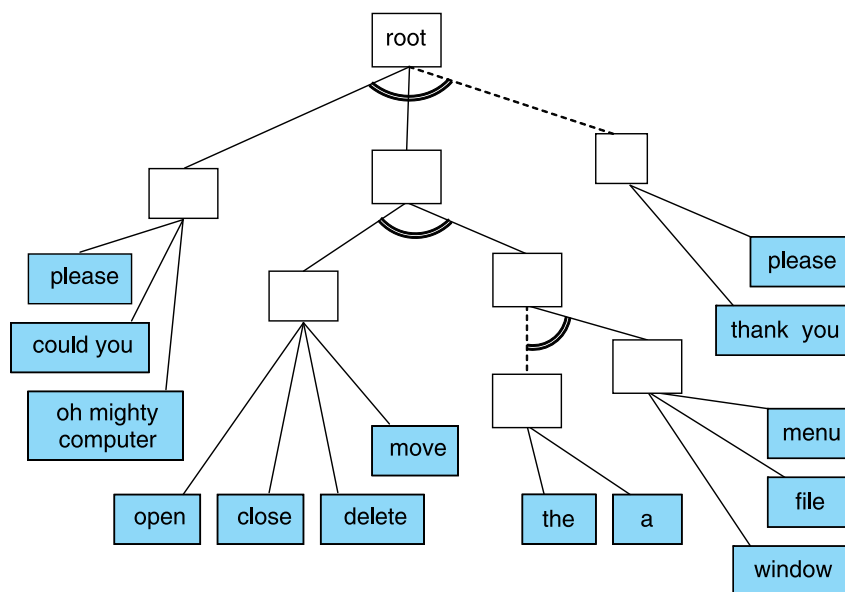 root
please
could you
oh mighty
computer
open
close
delete
move
the
a
menu
file
window
please
thank you